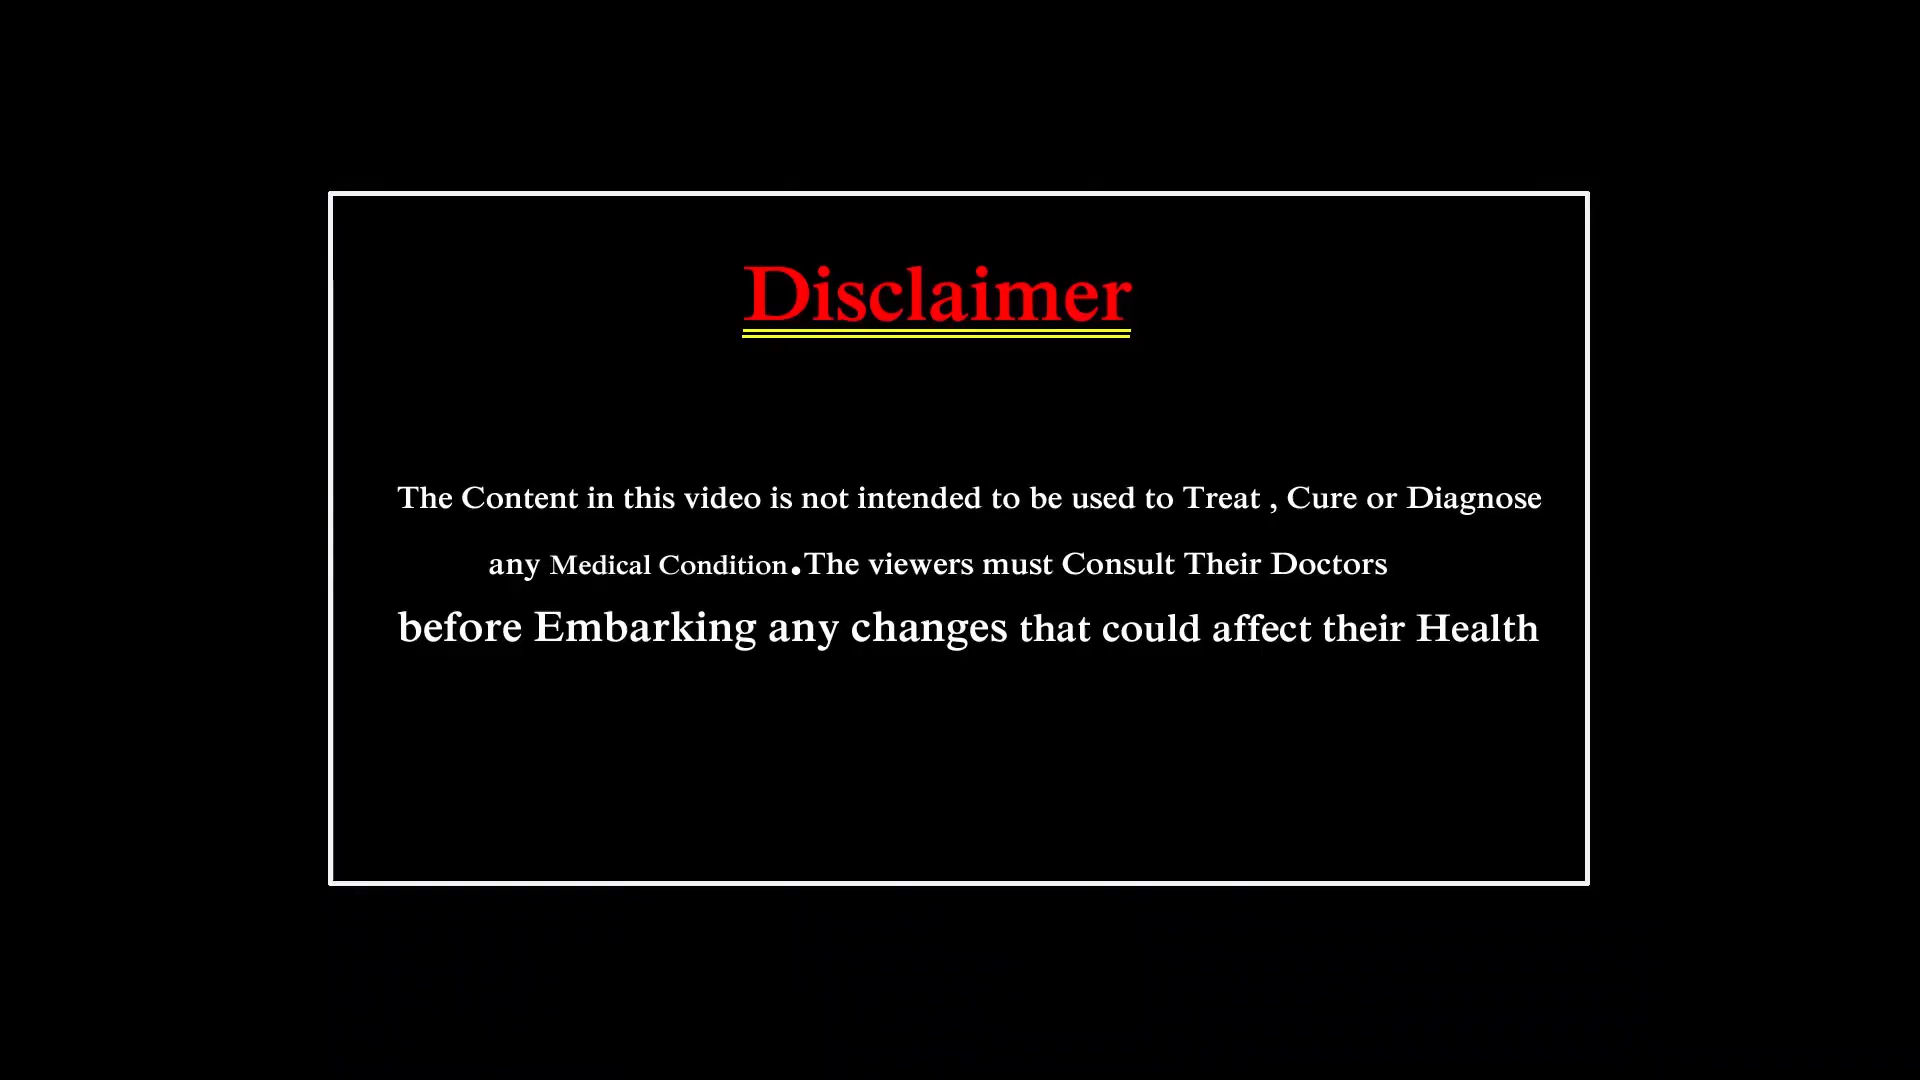 Disclaimer
The Content in this video is not intended to be used to Treat , Cure or Diagnose
any Medical Condition.The viewers must Consult Their Doctors
before Embarking any changes that could affect their Health